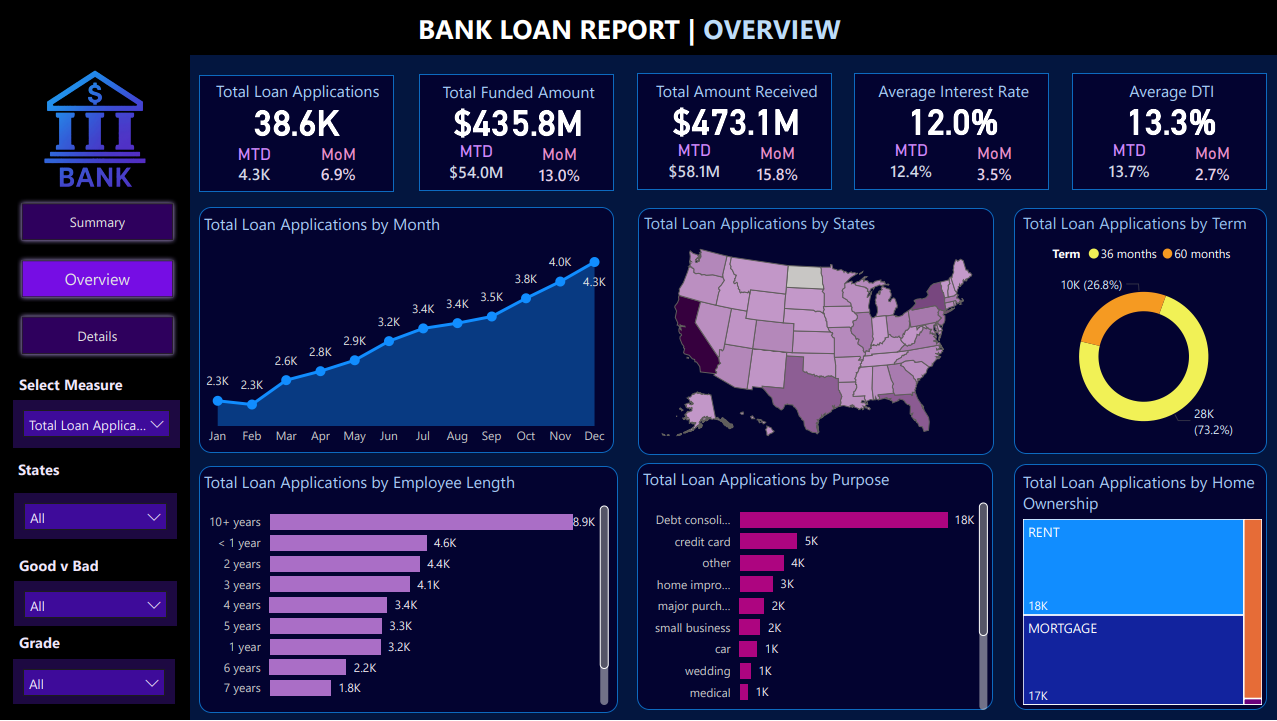 BANK LOAN REPORT | OVERVIEW
$
BANK
Summary
Overview
Details
Select Measure
Total Loan Applica...
States
All
Good v Bad
All
Grade
All
Total Loan Applications
38.6K
MTD MoM
4.3K 6.9%
Total Funded Amount
$435.8M
MTD MoM
$54.0M 13.0%
Total Amount Received
$473.1M
MTD MoM
$58.1M 15.8%
Average Interest Rate
12.0%
MTD MoM
12.4% 3.5%
Average DTI
13.3%
MTD MoM
13.7% 2.7%
Total Loan Applications by Month
2.3K 2.3K 2.6K 2.8K 2.9K 3.2K 3.4K 3.4K 3.5K 3.8K 4.0K 4.3K
Jan Feb Mar Apr May Jun Jul Aug Sep Oct Nov Dec
Total Loan Applications by States
Total Loan Applications by Term
Term 36 months 60 months
10K (26.8%)
28K
(73.2%)
Total Loan Applications by Employee Length
10+ years 8.9K
< 1 year 4.6K
2 years 4.4K
3 years 4.1K
4 years 3.4K
5 years 3.3K
1 year 3.2K
6 years 2.2K
7 years 1.8K
Total Loan Applications by Purpose
Debt consoli... 18K
credit card 5K
other 4K
home impro... 3K
major purch... 2K
small business 2K
car 1K
wedding 1K
medical 1K
Total Loan Applications by Home
Ownership
RENT
18K
MORTGAGE
17K